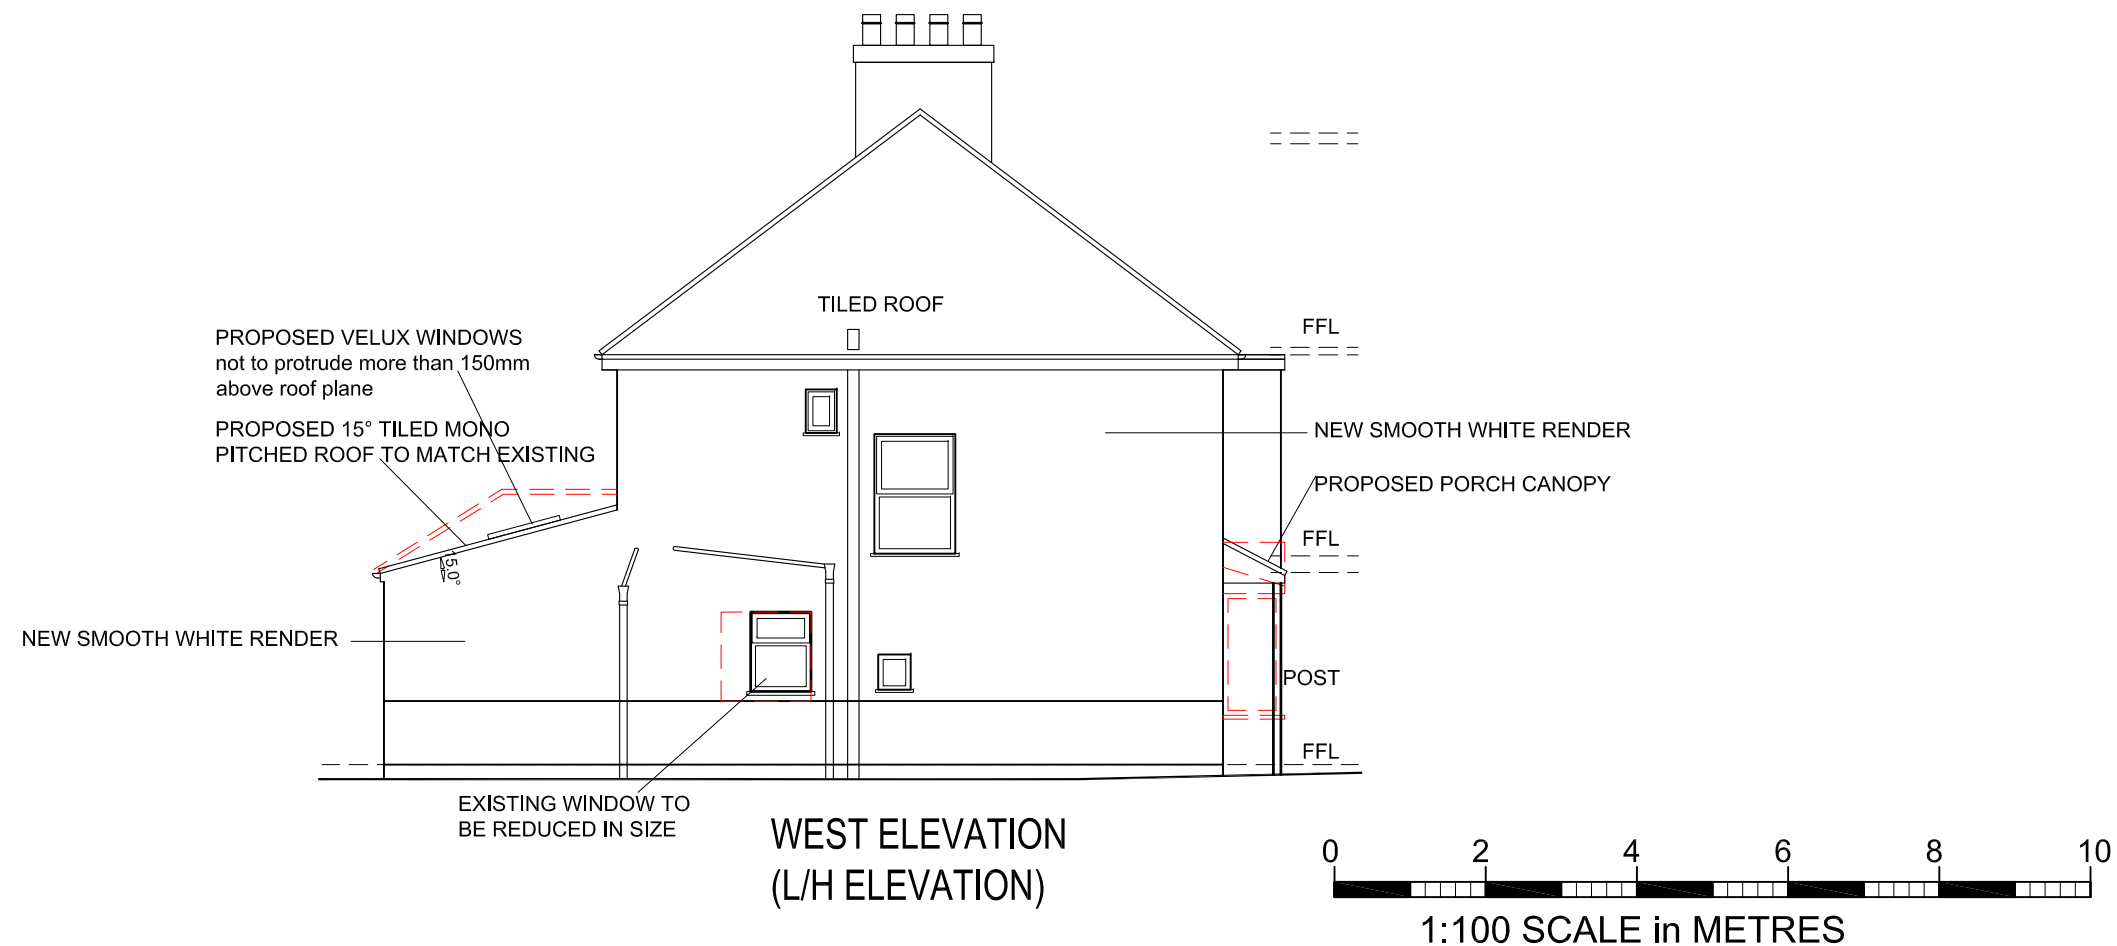 TILED ROOF
FFL
PROPOSED VELUX WINDOWS
not to protrude more than 150mm
above roof plane
PROPOSED 15° TILED MONO
PITCHED ROOF TO MATCH EXISTING
NEW SMOOTH WHITE RENDER
PROPOSED PORCH CANOPY
FFL
15.0°
NEW SMOOTH WHITE RENDER
POST
FFL
EXISTING WINDOW TO
BE REDUCED IN SIZE
WEST ELEVATION
(L/H ELEVATION)
0 2 4 6 8 10
1:100 SCALE in METRES